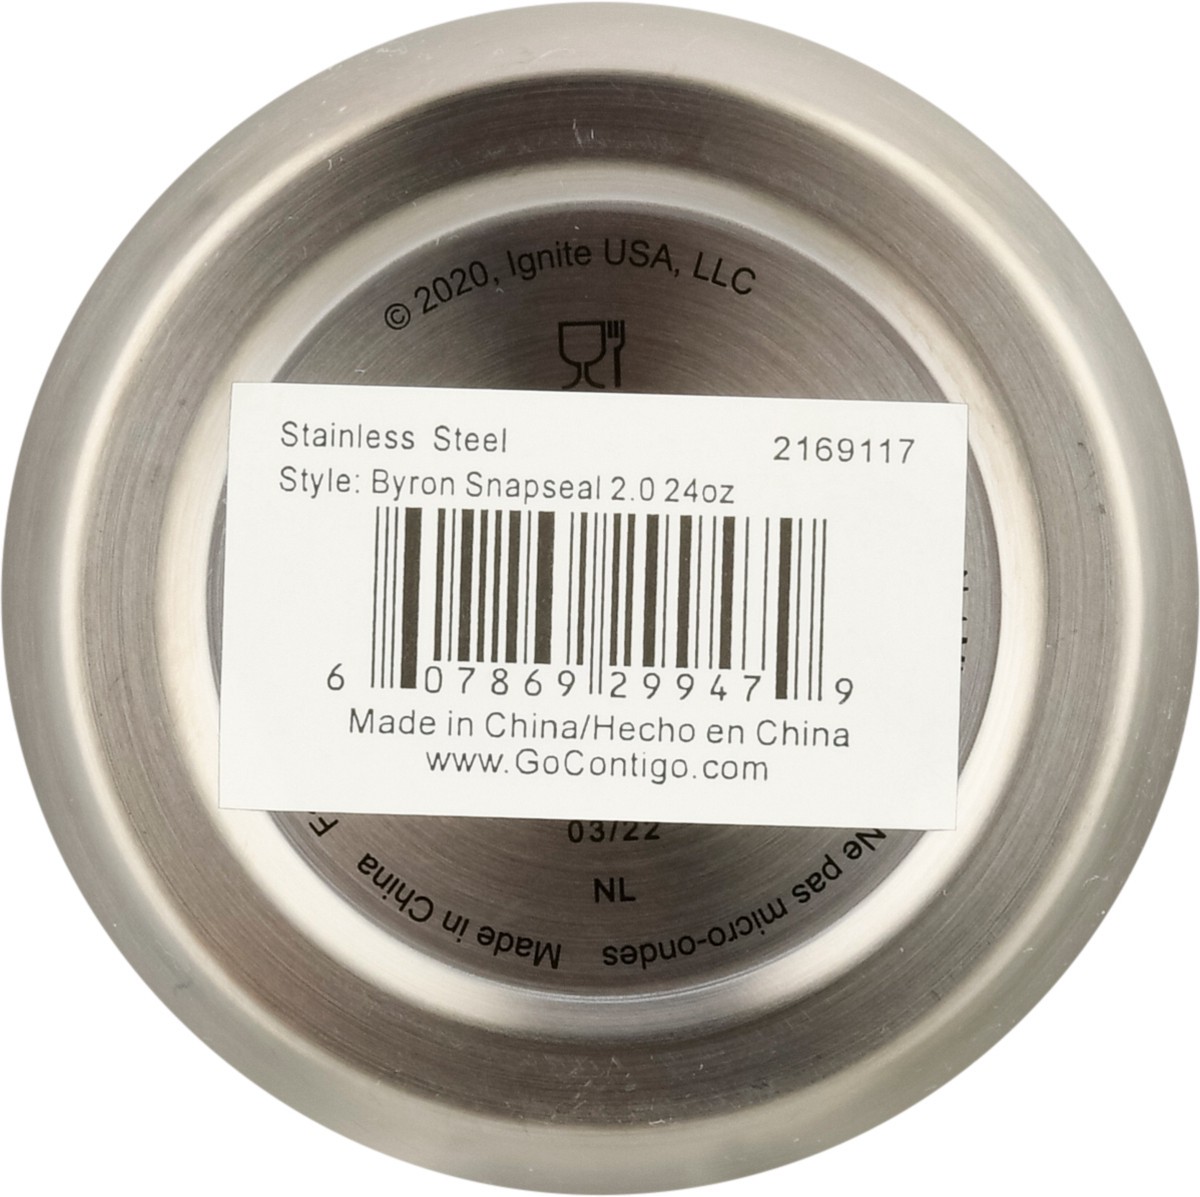 © 2020, Ignite USA, LLC
Stainless Steel 2169117
Style: Byron Snapseal 2.0 24oz
6 07869 29947 9
Made in China/Hecho en China
www.GoContigo.com
03/22
NL
Ne pas micro-ondes
Made in China